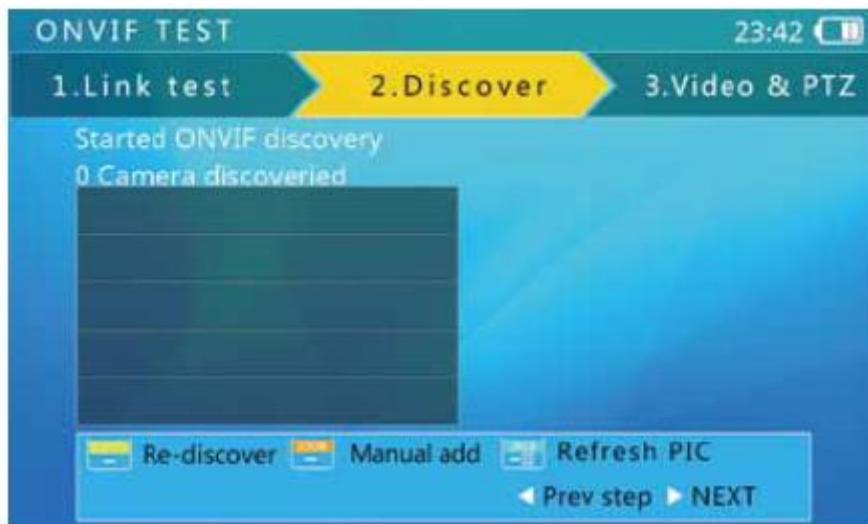 ONVIF TEST 23:42
1.Link test 2.Discover 3.Video & PTZ
Started ONVIF discovery
0 Camera discoveried
Re-discover Manual add Refresh PIC
Prev step NEXT